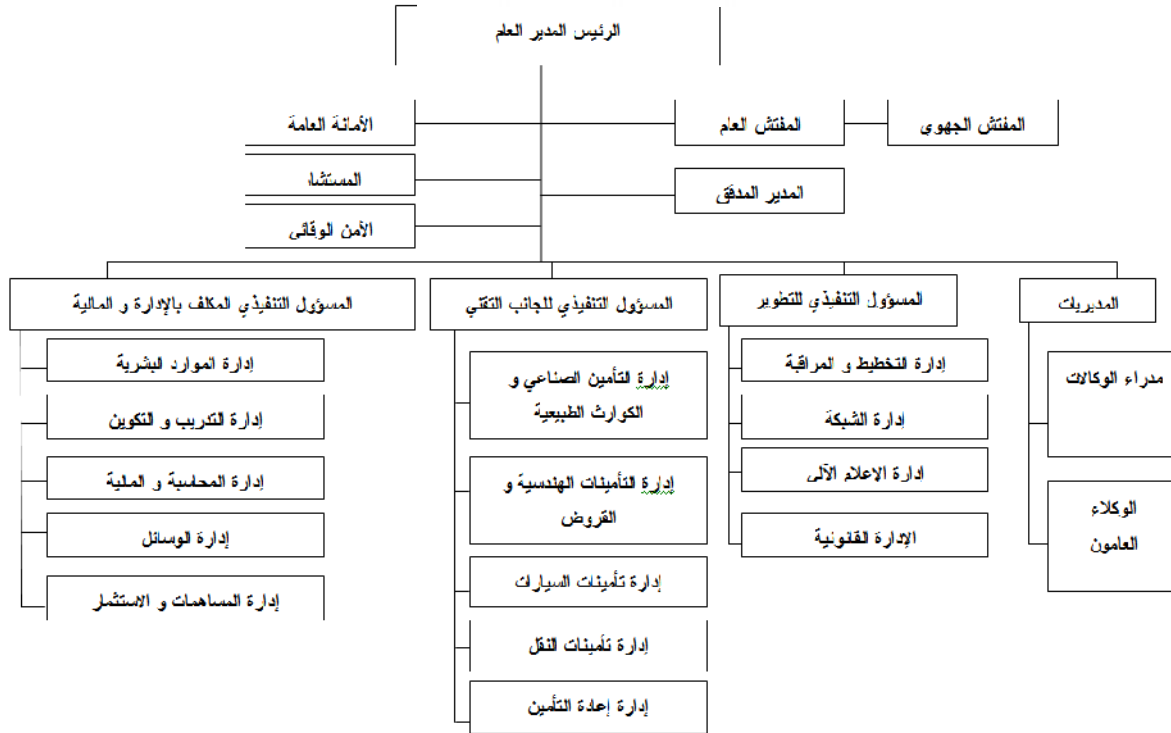 الرئيس المدير العام
المفتش الجهوي
المفتش العام
الأمانة العامة
المدير المدقق
المستشا
الأمن الوقائي
المديريات
مدراء الوكالات
الوكلاء
العامون
المسؤول التنفيذي للتطوير
إدارة التخطيط و المراقبة
إدارة الشبكة
ادارة الإعلام الآلي
الإدارة القانونية
المسؤول التنفيذي للجانب التقني
إدارة التأمين الصناعي و
الكوارث الطبيعية
إدارة التأمينات الهندسية و
القروض
إدارة تأمينات السيارات
إدارة تأمينات النقل
إدارة إعادة التأمين
المسؤول التنفيذي المكلف بالإدارة و المالية
إدارة الموارد البشرية
إدارة التدريب و التكوين
إدارة المحاسبة و المالية
إدارة الوسائل
إدارة المساهمات و الاستثمار